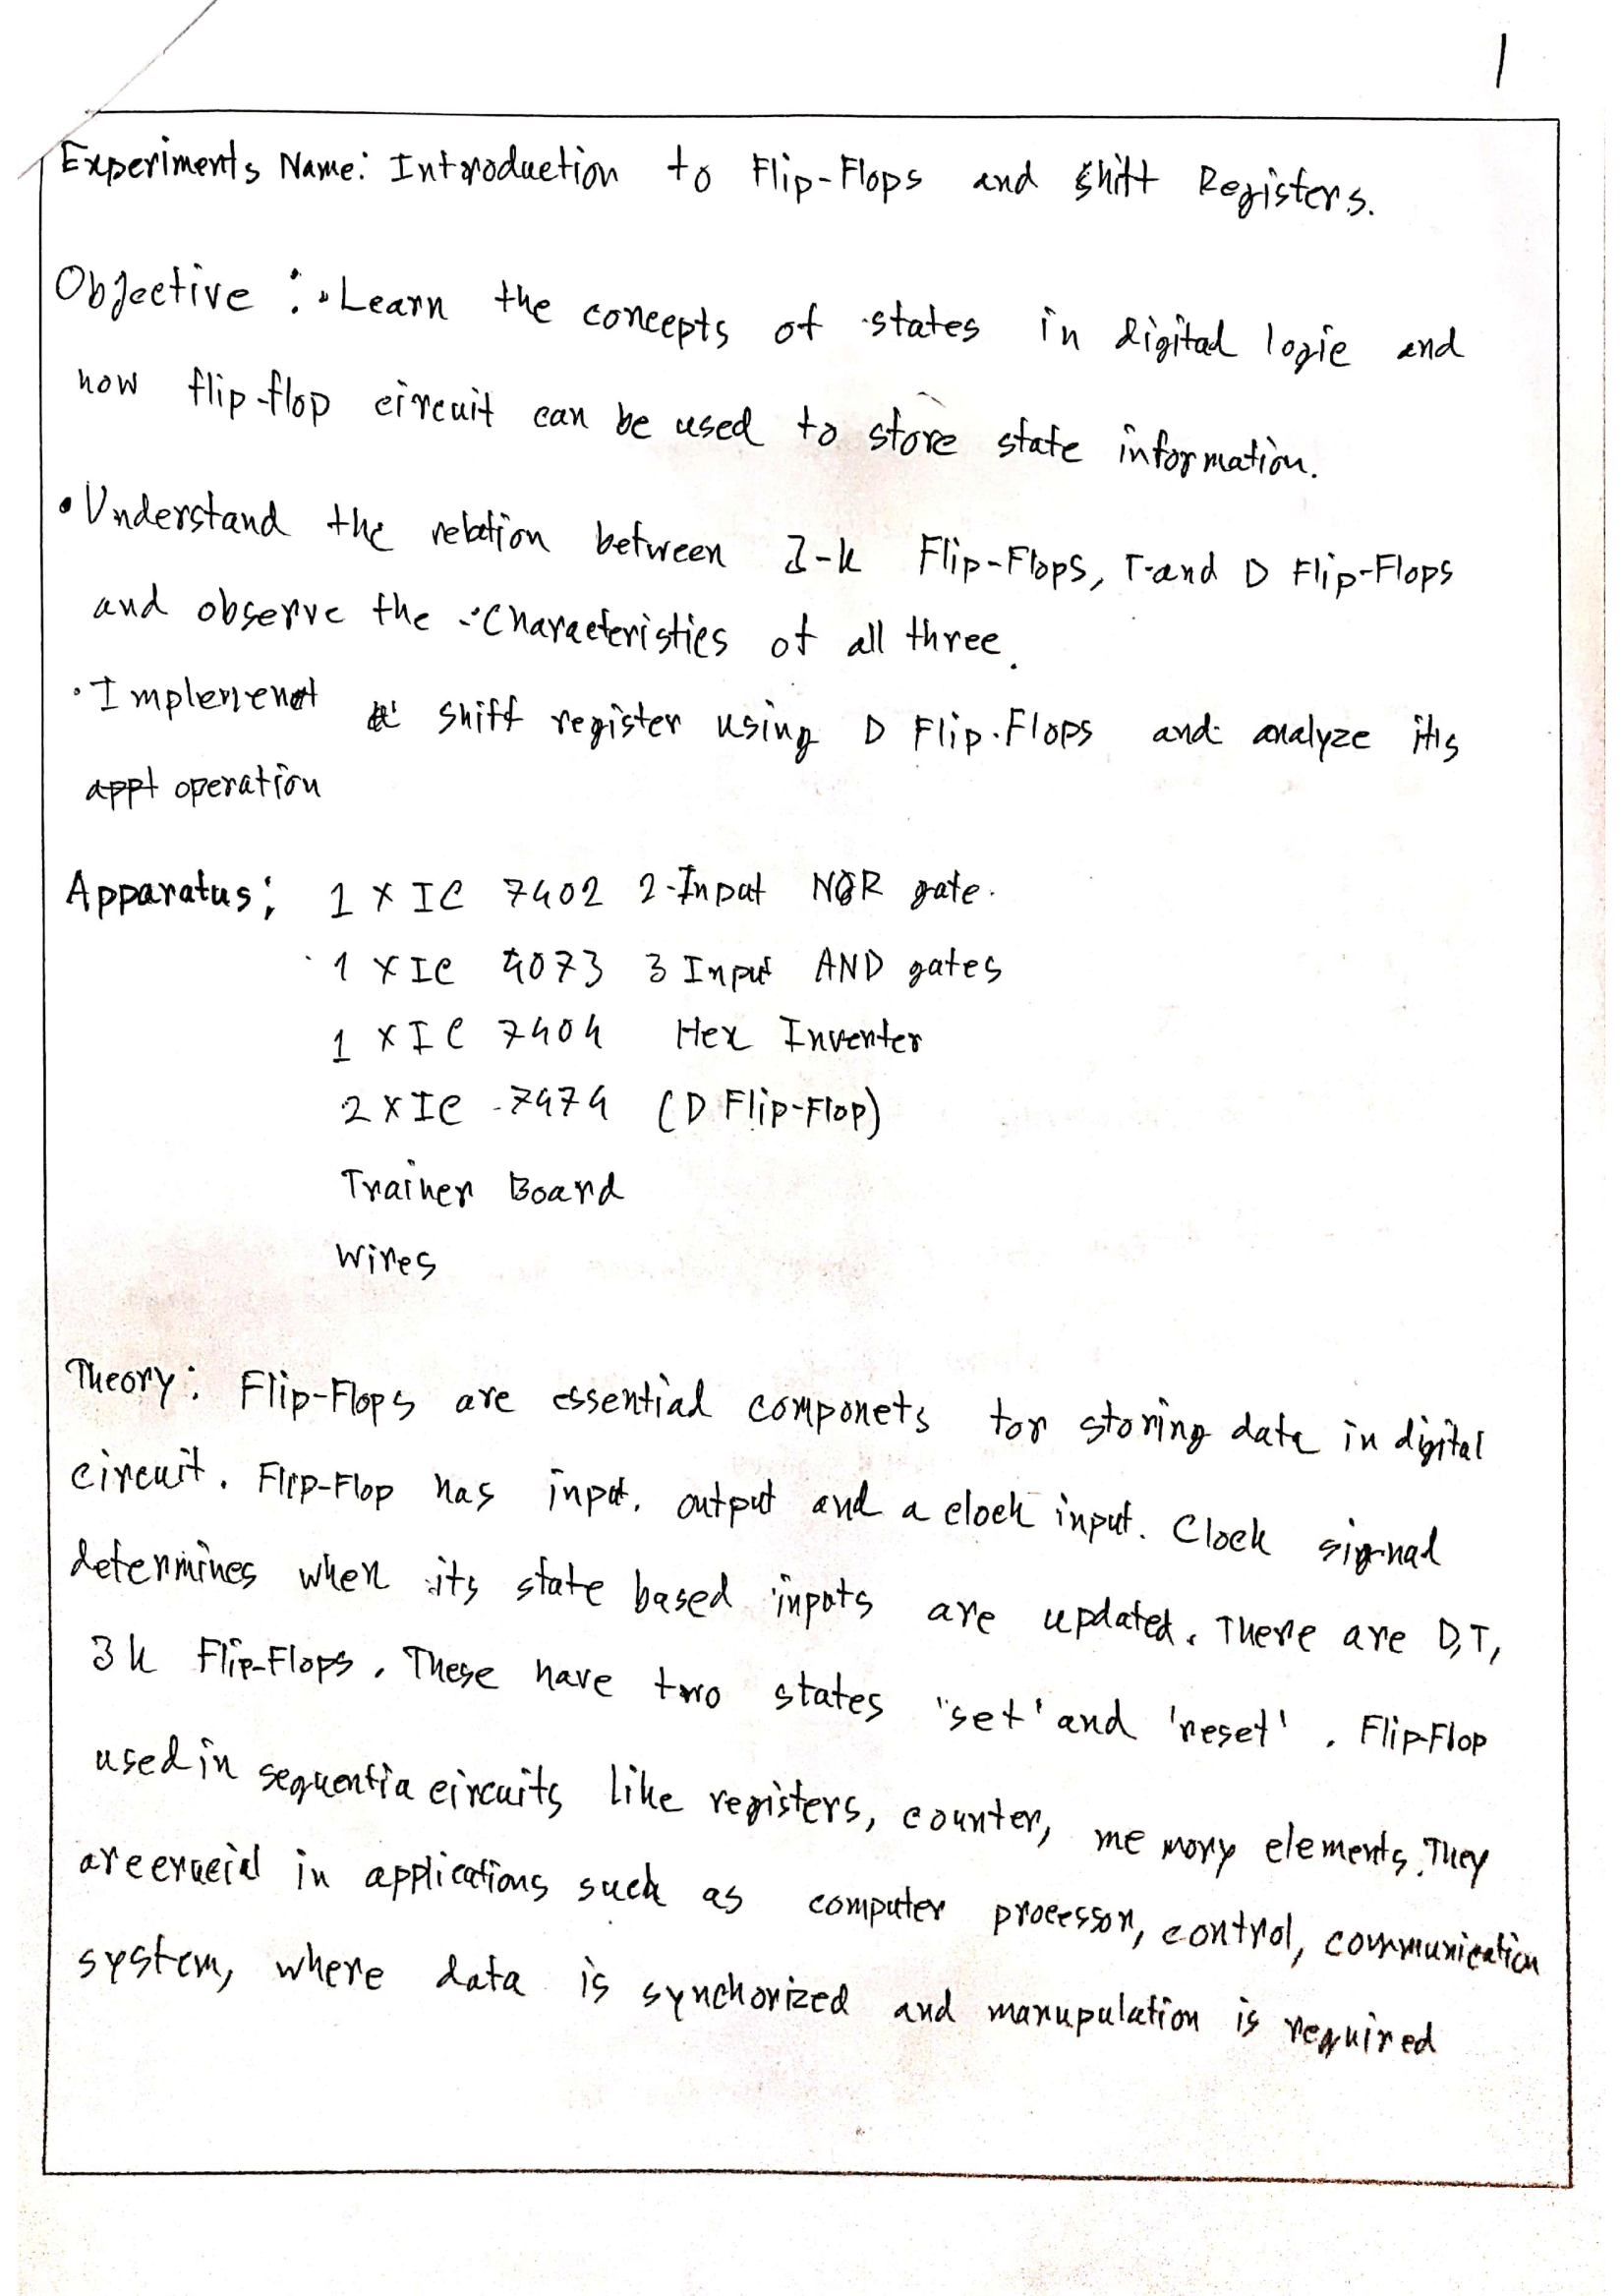 1
Experiments Name: Introduction to Flip-Flops and Shift Registers.
Objective : • Learn the concepts of states in digital logic and
how flip-flop circuit can be used to store state information.
• Understand the relation between J-K Flip-Flops, T and D Flip-Flops
and observe the Characteristics of all three.
• Implement shift register using D Flip-Flops and analyze its
operation
Apparatus: 1 X IC 7402 2-Input NOR gate.
1 X IC 4073 3 Input AND gates
1 X IC 7404 Hex Inventer
2 X IC 7474 (D Flip-Flop)
Trainer Board
Wires
Theory: Flip-Flops are essential componets for storing data in digital
circuit. Flip-Flop has input, output and a clock input. Clock signal
determines when its state based inputs are updated. There are D,T,
JK Flip-Flops. These have two states "set' and 'reset'. Flip-Flop
used in sequentia circuits like registers, counter, memory elements. They
are crucial in applications such as computer processor, control, communication
system, where data is synchorized and manupulation is required